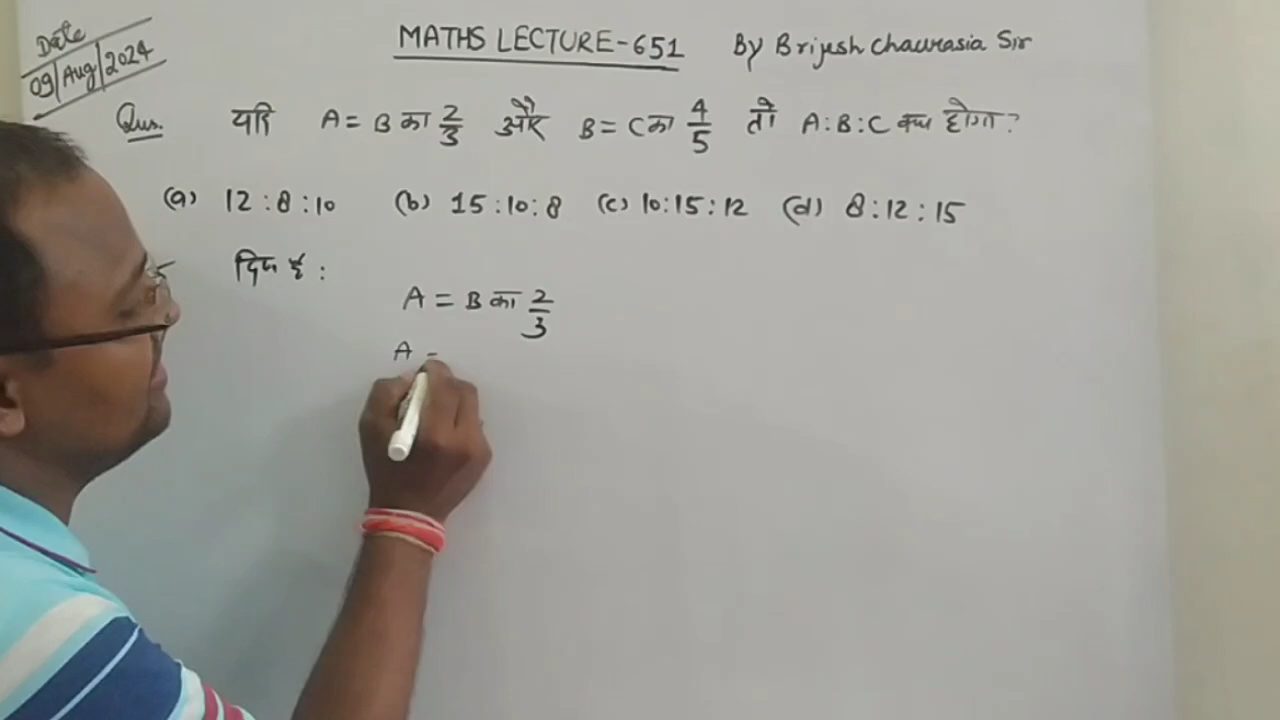 Date
09/Aug/2024
MATHS LECTURE-651 By Brijesh Chaurasia Sir
Qus. यदि A = B का 2/3 और B = C का 4/5 तो A:B:C क्या होगा?
(a) 12:8:10 (b) 15:10:8 (c) 10:15:12 (d) 8:12:15
दिया है :
A = B का 2/3
A =